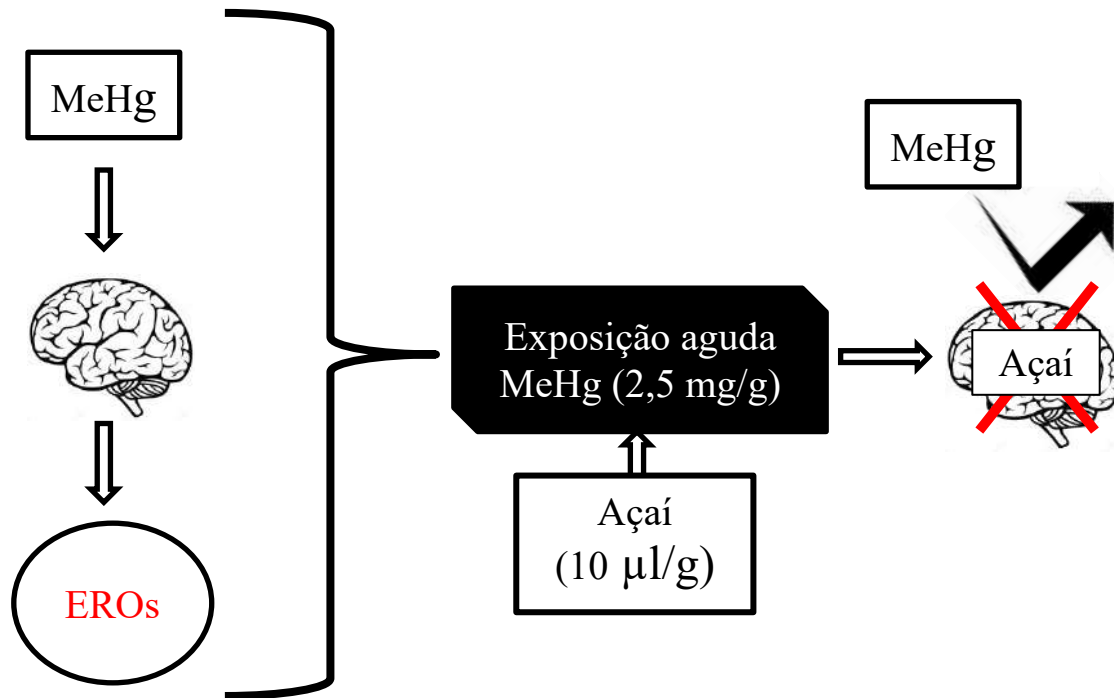 MeHg
EROs
Exposição aguda
MeHg (2,5 mg/g)
Açaí
(10 µl/g)
MeHg
Açaí